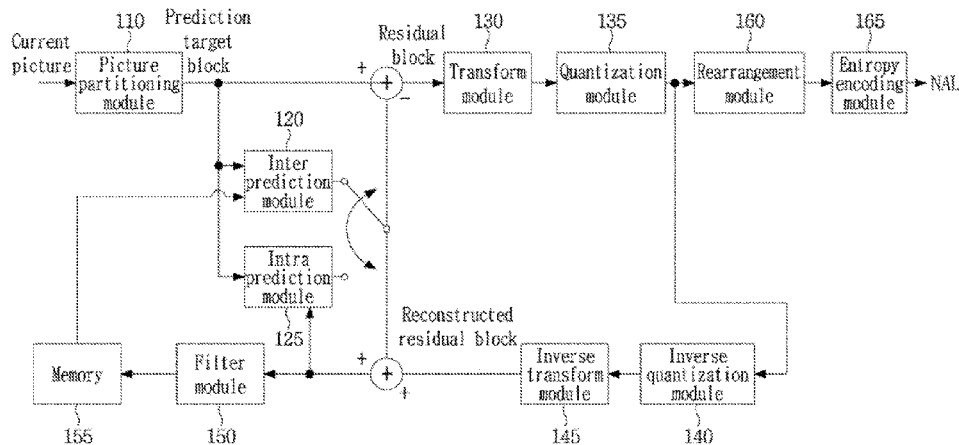 110
Current
picture
Picture
partitioning
module
Prediction
target
block
Residual
block
130
Transform
module
135
Quantization
module
160
Rearrangement
module
165
Entropy
encoding
module
NAL
+
+
-
120
Inter
prediction
module
Intra
prediction
module
125
Memory
155
Filter
module
150
+
+
+
Reconstructed
residual block
Inverse
transform
module
145
Inverse
quantization
module
140